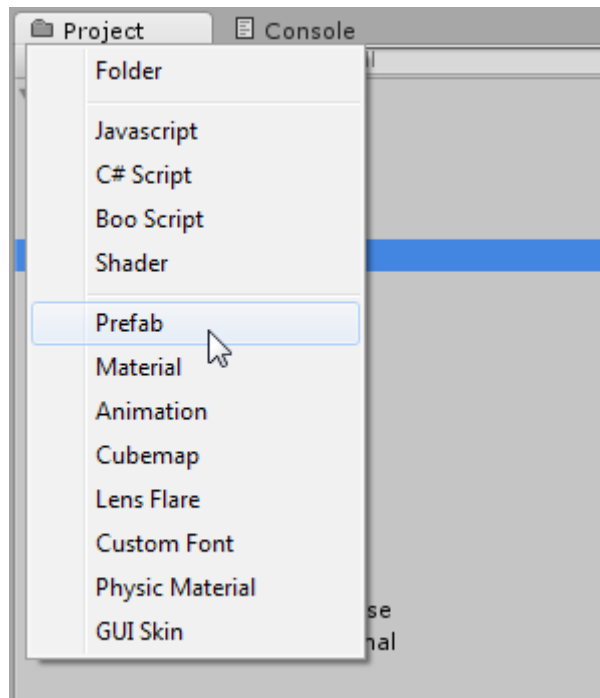 Project
Console
Folder
Javascript
C# Script
Boo Script
Shader
Prefab
Material
Animation
Cubemap
Lens Flare
Custom Font
Physic Material
GUI Skin